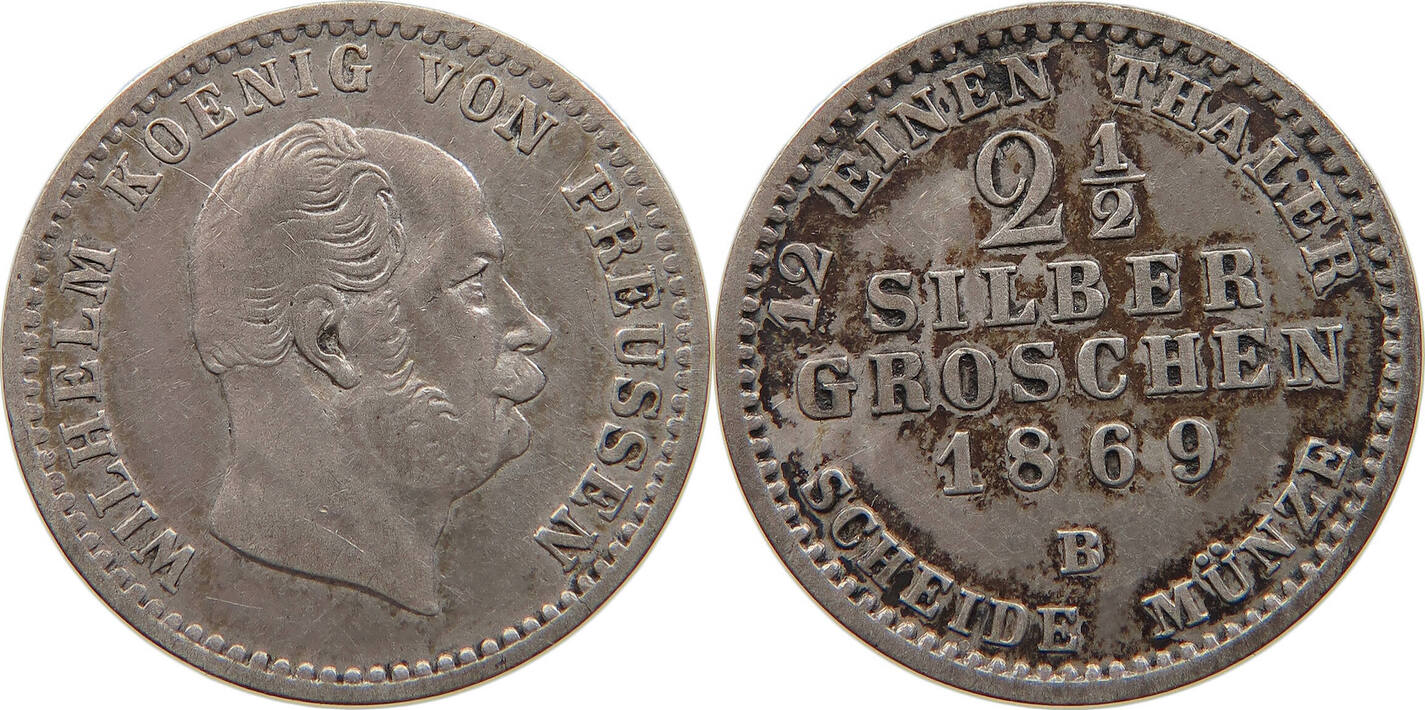 WILHELM KOENIG VON PREUSSEN
12 EINEN THALER
2 1/2
SILBER
GROSCHEN
1869
B
SCHEIDE MÜNZE